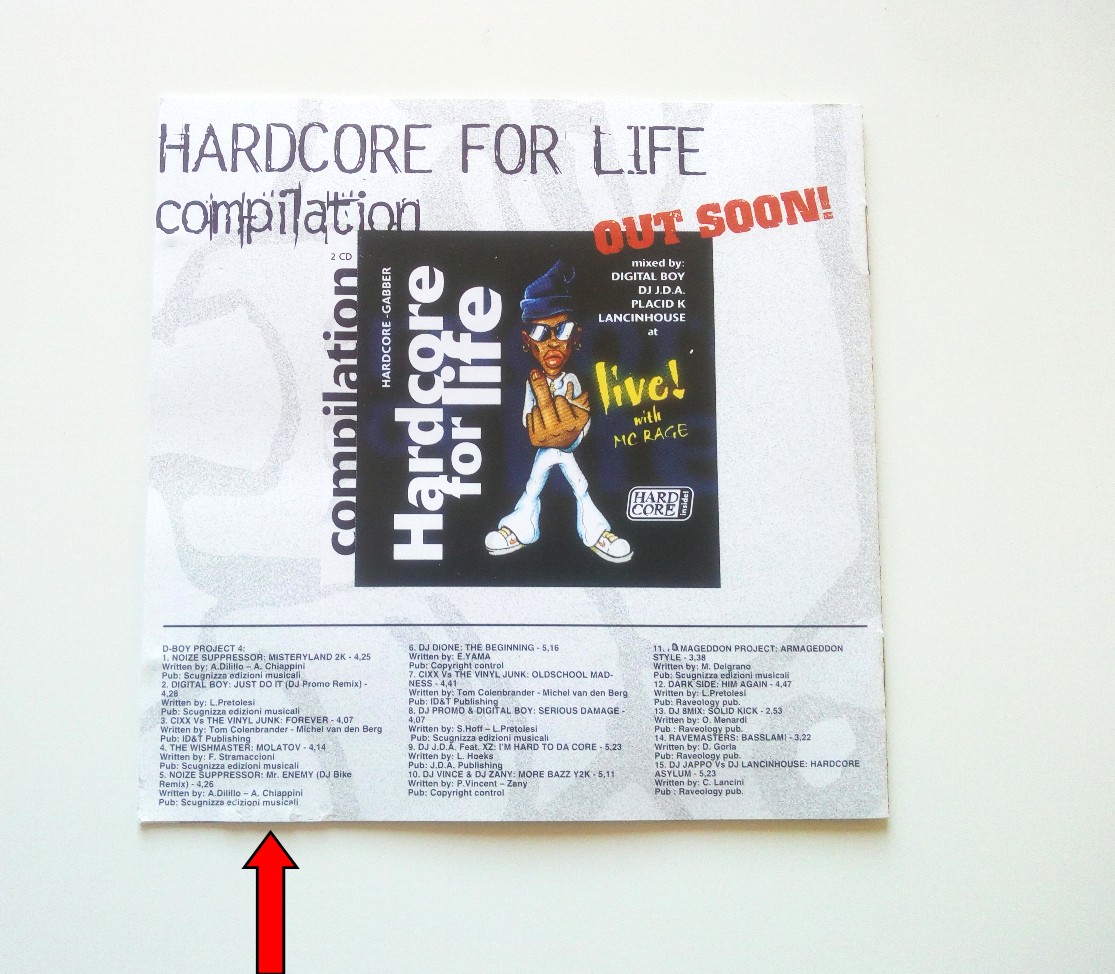 HARDCORE FOR LIFE
compilation
OUT SOON!
2 CD
compilation
HARDCORE -GABBER
Hardcore
for life
mixed by:
DIGITAL BOY
DJ J.D.A.
PLACID K
LANCINHOUSE
at
live!
with
MC RAGE
HARD
CORE
inside!
D-BOY PROJECT 4:
1. NOIZE SUPPRESSOR: MISTERYLAND 2K - 4,25
Written by: A.Dilillo – A. Chiappini
Pub: Scugnizza edizioni musicali
2. DIGITAL BOY: JUST DO IT (DJ Promo Remix) -
4,28
Written by: L.Pretolesi
Pub: Scugnizza edizioni musicali
3. CIXX Vs THE VINYL JUNK: FOREVER - 4,07
Written by: Tom Colenbrander - Michel van den Berg
Pub: ID&T Publishing
4. THE WISHMASTER: MOLATOV - 4,14
Written by: F. Stramaccioni
Pub: Scugnizza edizioni musicali
5. NOIZE SUPPRESSOR: Mr. ENEMY (DJ Bike
Remix) - 4,26
Written by: A.Dilillo – A. Chiappini
Pub: Scugnizza edizioni musicali
6. DJ DIONE: THE BEGINNING - 5,16
Written by: E.YAMA
Pub: Copyright control
7. CIXX Vs THE VINYL JUNK: OLDSCHOOL MAD-
NESS - 4,41
Written by: Tom Colenbrander - Michel van den Berg
Pub: ID&T Publishing
8. DJ PROMO & DIGITAL BOY: SERIOUS DAMAGE -
4,07
Written by: S.Hoff – L.Pretolesi
Pub: Scugnizza edizioni musicali
9. DJ J.D.A. Feat. XZ: I'M HARD TO DA CORE - 5,23
Written by: L. Hoeks
Pub: J.D.A. Publishing
10. DJ VINCE & DJ ZANY: MORE BAZZ Y2K - 5,11
Written by: P.Vincent – Zany
Pub: Copyright control
11. MAGEDDON PROJECT: ARMAGEDDON
STYLE - 3,38
Written by: M. Delgrano
Pub: Scugnizza edizioni musicali
12. DARK SIDE: HIM AGAIN - 4,47
Written by: L.Pretolesi
Pub: Raveology pub.
13. DJ 8MIX: SOLID KICK - 2,53
Written by: O. Menardi
Pub : Raveology pub.
14. RAVEMASTERS: BASSLAM! - 3,22
Written by: D. Gorla
Pub : Raveology pub.
15. DJ JAPPO Vs DJ LANCINHOUSE: HARDCORE
ASYLUM - 5,23
Written by: C. Lancini
Pub : Raveology pub.